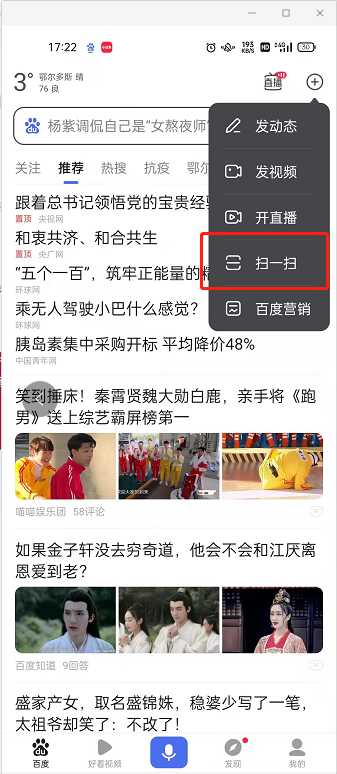 17:22
193 KB/S HD 4G 30
3° 鄂尔多斯 晴
76 良
直播
杨紫调侃自己是“女熬夜师”
发动态
发视频
开直播
扫一扫
百度营销
关注 推荐 热搜 抗疫 鄂尔
跟着总书记领悟党的宝贵经验
置顶 央视网
和衷共济、和合共生
置顶 央广网
“五个一百”，筑牢正能量的精
环球网
乘无人驾驶小巴什么感觉？
环球网
胰岛素集中采购开标 平均降价48%
中国青年网
笑到捶床！秦霄贤魏大勋白鹿，亲手将《跑
男》送上综艺霸屏榜第一
喵喵娱乐团 58评论
如果金子轩没去穷奇道，他会不会和江厌离
恩爱到老？
百度知道 9回答
盛家产女，取名盛锦姝，稳婆少写了一笔，
太祖爷却笑了：不改了！
百度 好看视频 发现 我的